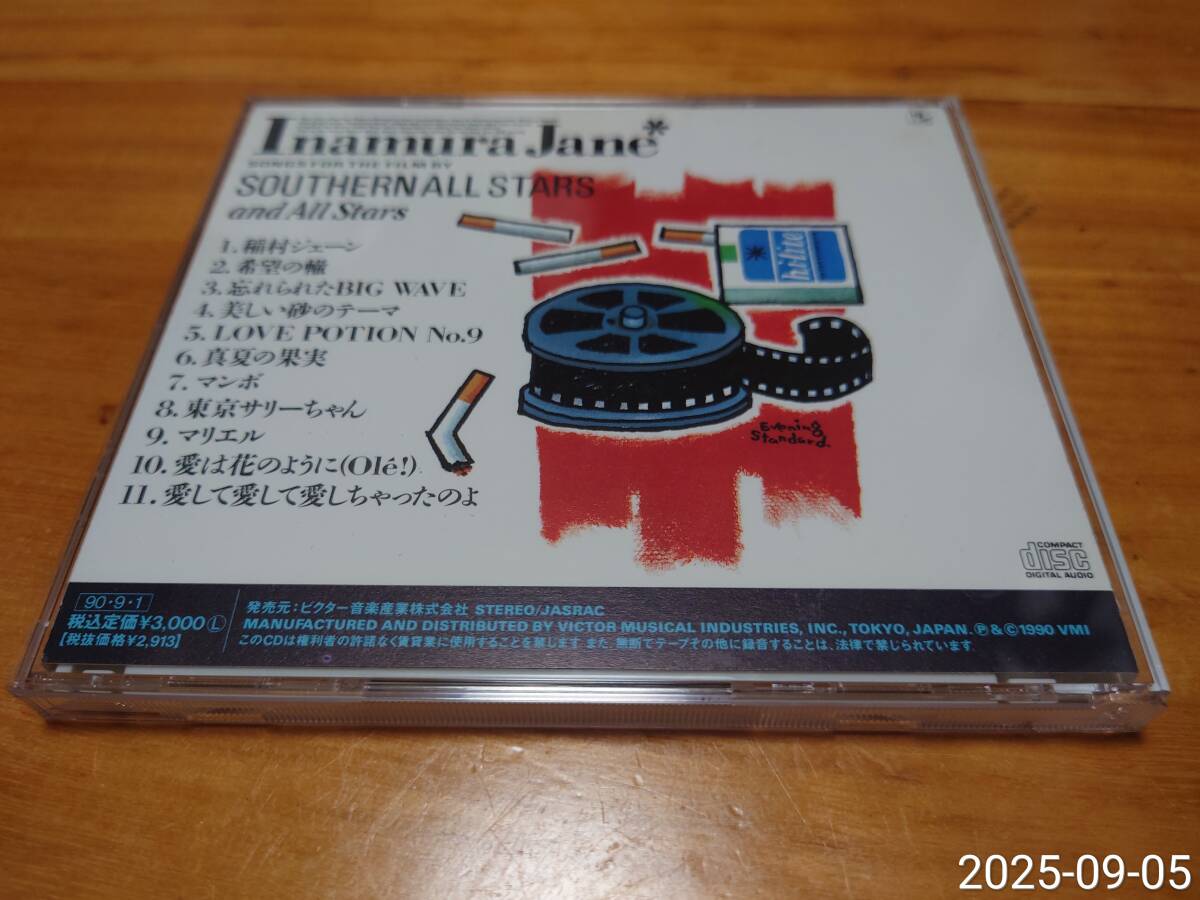 Inamura Jane*
SONGS FOR THE FILM BY
SOUTHERN ALL STARS
and All Stars
1. 稲村ジェーン
2. 希望の轍
3. 忘れられたBIG WAVE
4. 美しい砂のテーマ
5. LOVE POTION No.9
6. 真夏の果実
7. マンボ
8. 東京サリーちゃん
9. マリエル
10. 愛は花のように(Olé!)
11. 愛して愛して愛しちゃったのよ
hi-lite
Evening
Standard.
COMPACT
disc
DIGITAL AUDIO
90・9・1
税込定価¥3,000 Ⓛ
【税抜価格¥2,913】
発売元:ビクター音楽産業株式会社 STEREO/JASRAC
MANUFACTURED AND DISTRIBUTED BY VICTOR MUSICAL INDUSTRIES, INC., TOKYO, JAPAN. ℗&©1990 VMI
このCDは権利者の許諾なく賃貸業に使用することを禁じます また、無断でテープその他に録音することは、法律で禁じられています.
2025-09-05